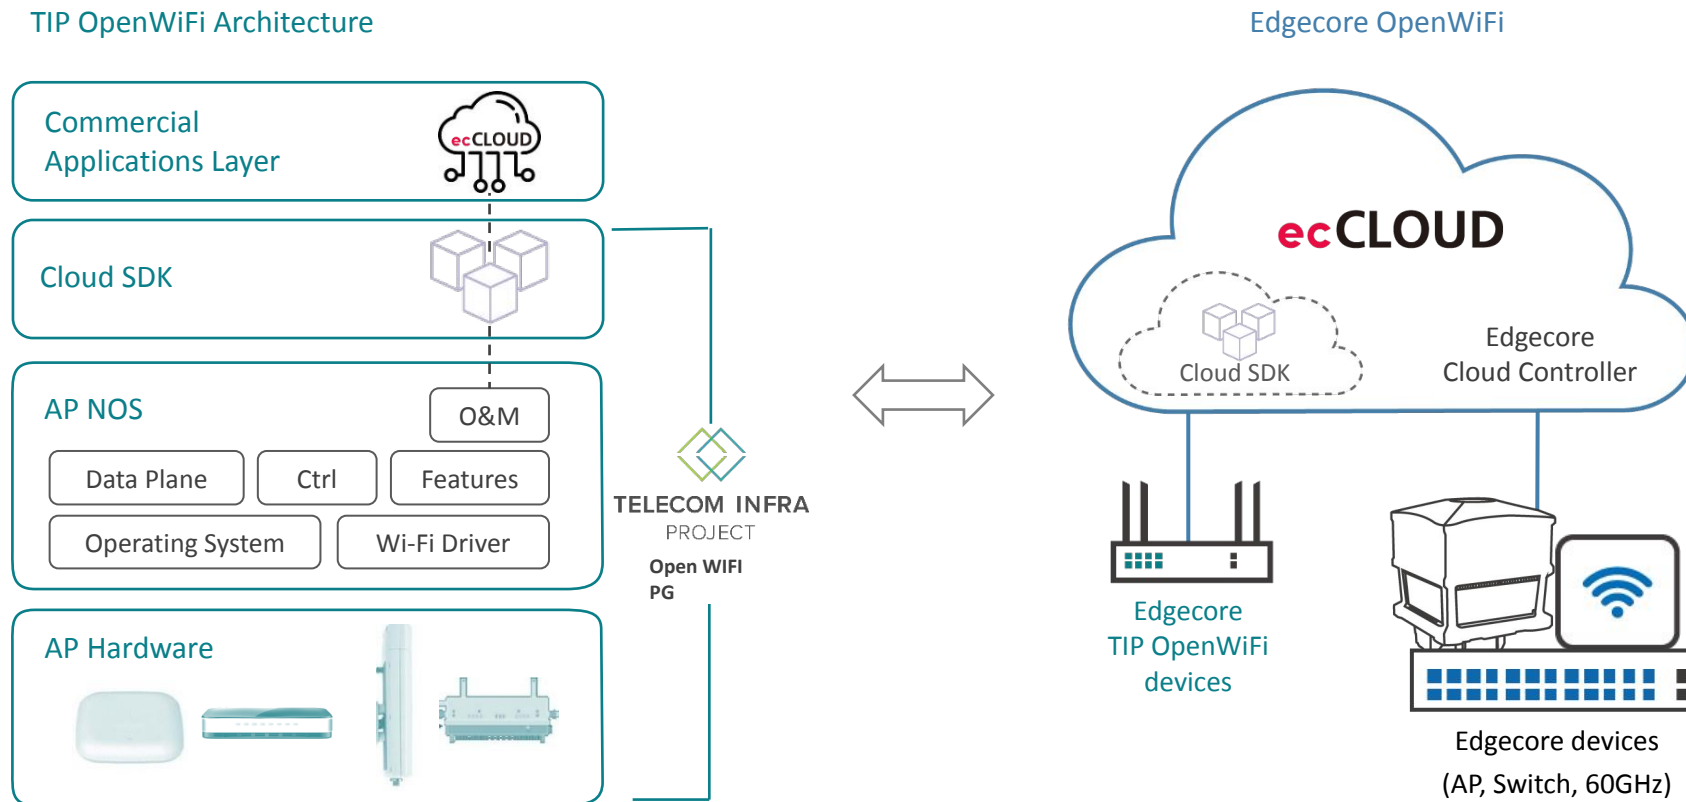 TIP OpenWiFi Architecture
Commercial
Applications Layer
ecCLOUD
Cloud SDK
AP NOS
O&M
Data Plane
Ctrl
Features
Operating System
Wi-Fi Driver
AP Hardware
TELECOM INFRA
PROJECT
Open WIFI
PG
Edgecore OpenWiFi
ecCLOUD
Cloud SDK
Edgecore
Cloud Controller
Edgecore
TIP OpenWiFi
devices
Edgecore devices
(AP, Switch, 60GHz)